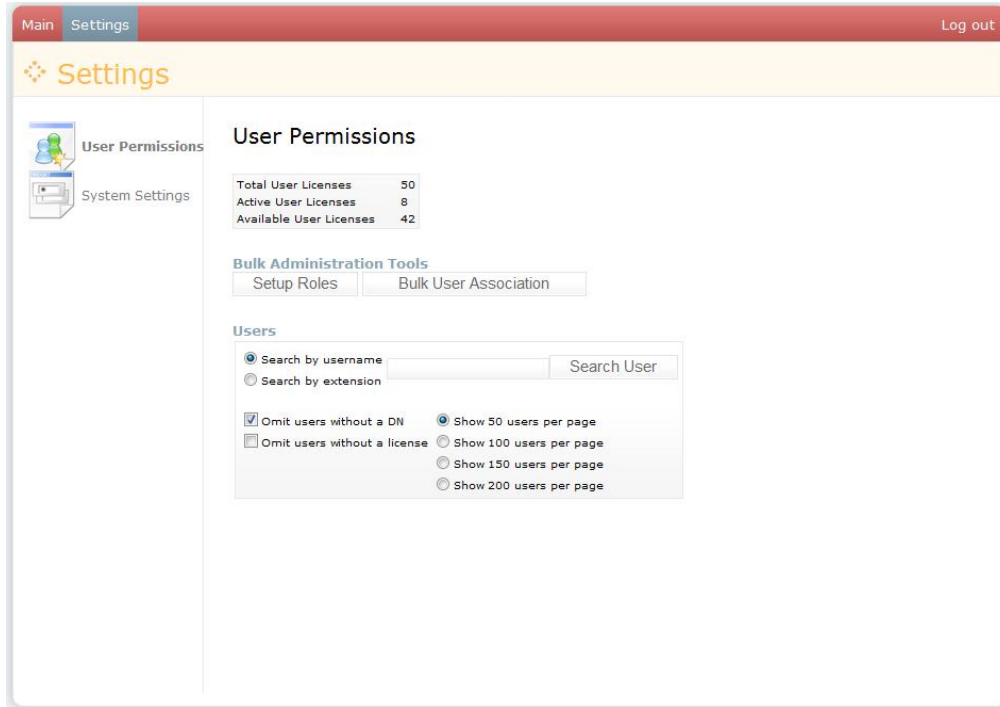 Main Settings Log out
Settings
User Permissions
System Settings
User Permissions
Total User Licenses 50
Active User Licenses 8
Available User Licenses 42
Bulk Administration Tools
Setup Roles Bulk User Association
Users
Search by username
Search by extension
Search User
Omit users without a DN
Omit users without a license
Show 50 users per page
Show 100 users per page
Show 150 users per page
Show 200 users per page